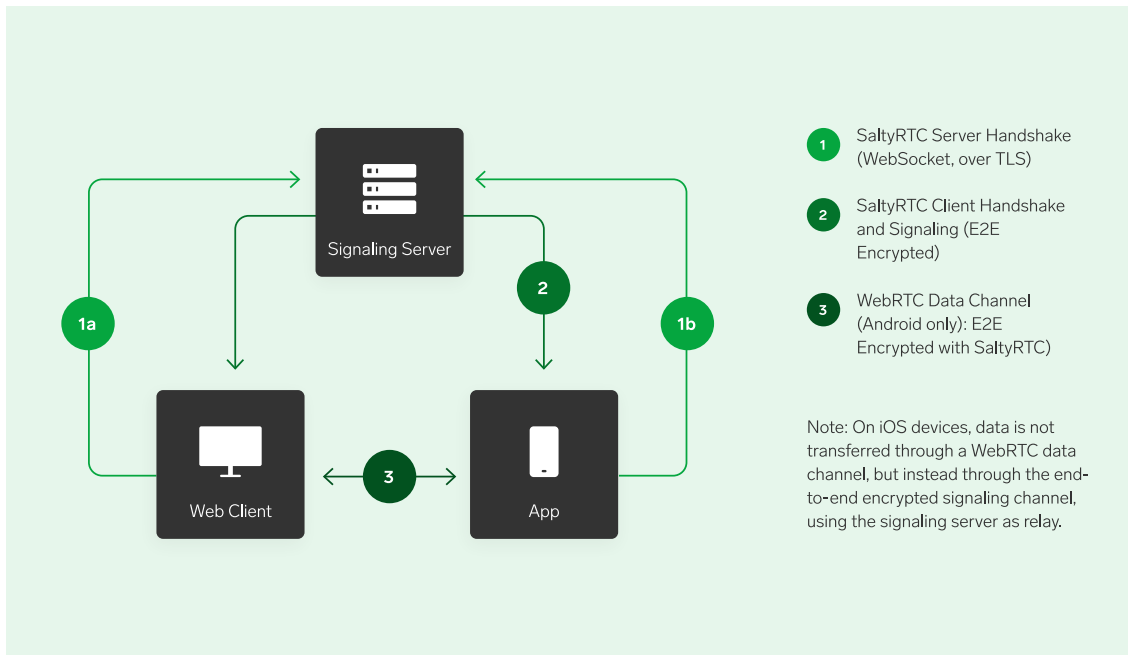 Signaling Server
1a
2
1b
3
Web Client
App
1
SaltyRTC Server Handshake
(WebSocket, over TLS)
2
SaltyRTC Client Handshake
and Signaling (E2E
Encrypted)
3
WebRTC Data Channel
(Android only): E2E
Encrypted with SaltyRTC)
Note: On iOS devices, data is not
transferred through a WebRTC data
channel, but instead through the end-
to-end encrypted signaling channel,
using the signaling server as relay.